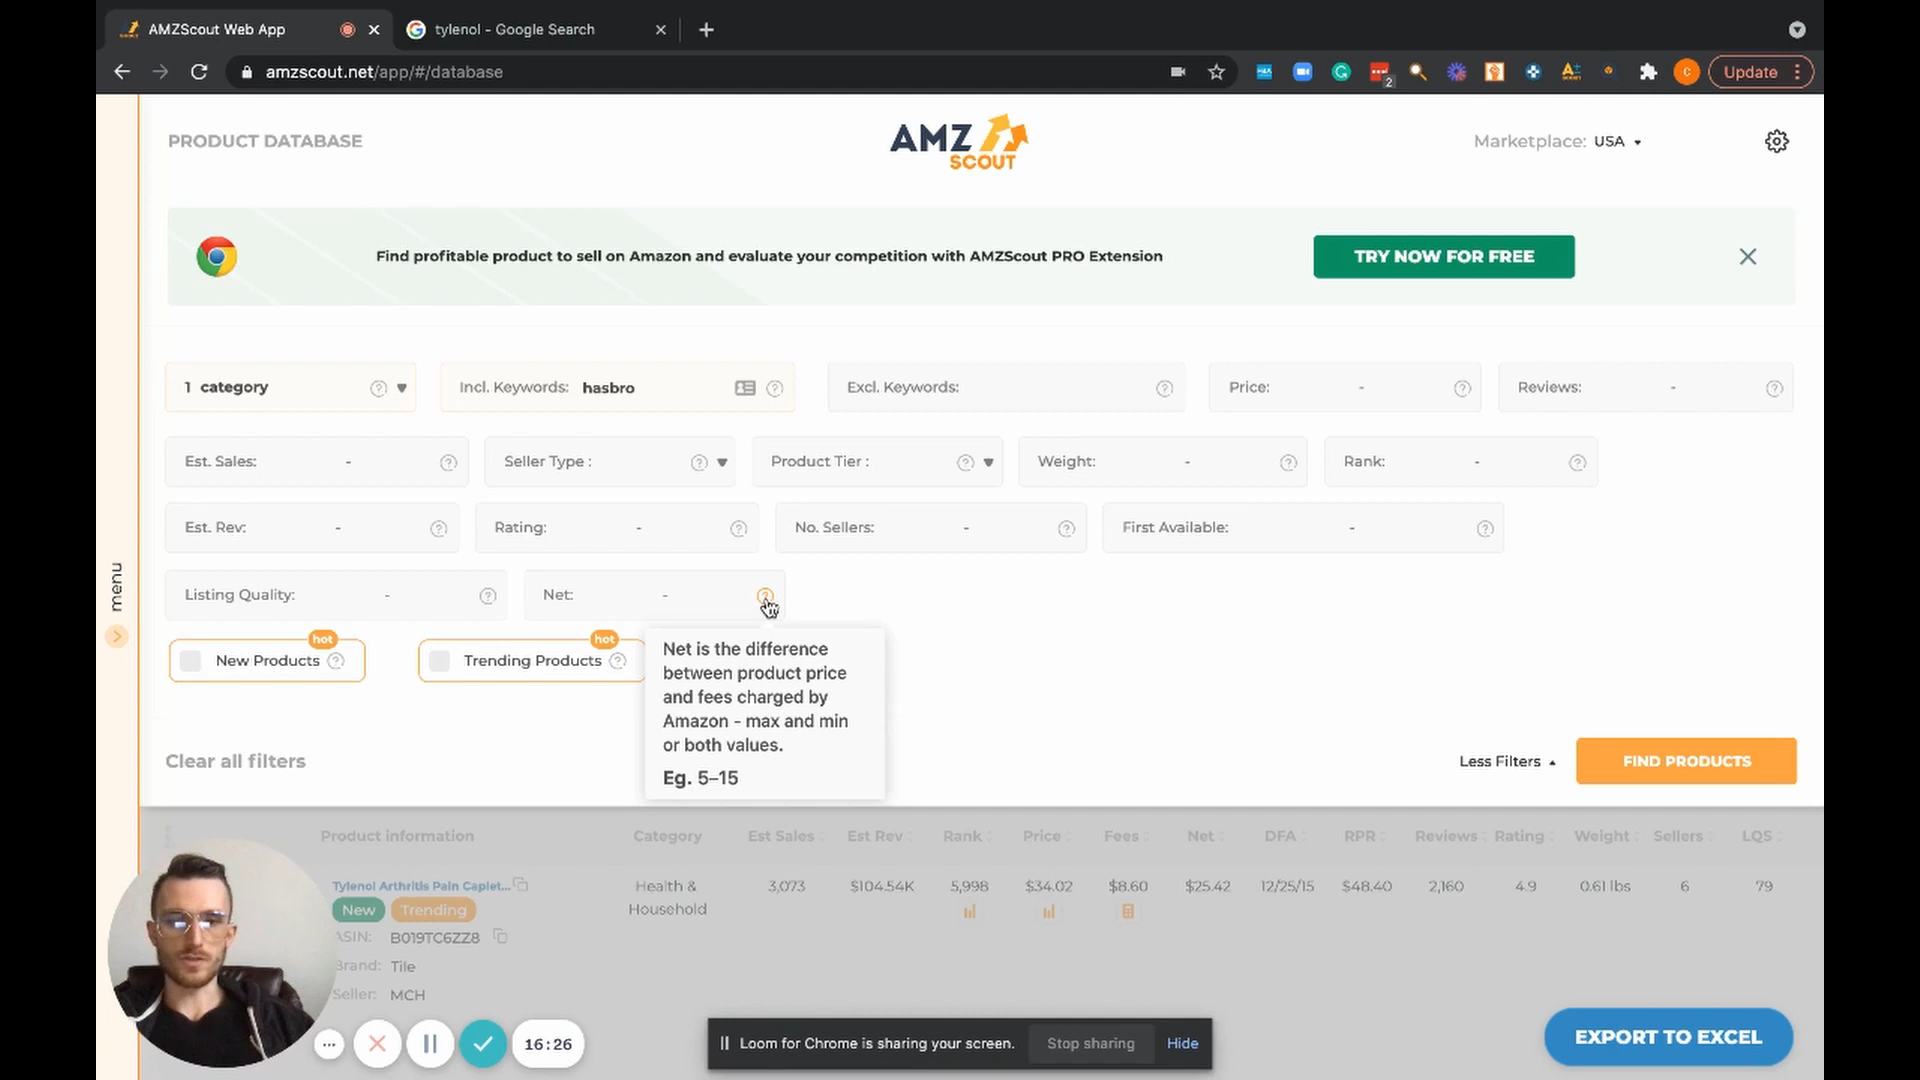 AMZScout Web App
tylenol - Google Search
amzscout.net/app/#/database
2
C
Update
PRODUCT DATABASE
AMZ
SCOUT
Marketplace: USA
Find profitable product to sell on Amazon and evaluate your competition with AMZScout PRO Extension
TRY NOW FOR FREE
1 category
Incl. Keywords: hasbro
Excl. Keywords:
Price: -
Reviews: -
Est. Sales: -
Seller Type :
Product Tier :
Weight: -
Rank: -
Est. Rev: -
Rating: -
No. Sellers: -
First Available: -
menu
Listing Quality: -
Net: -
hot
New Products
hot
Trending Products
Net is the difference
between product price
and fees charged by
Amazon - max and min
or both values.
Eg. 5–15
Clear all filters
Less Filters
FIND PRODUCTS
Product information Category Est Sales Est Rev Rank Price Fees Net DFA RPR Reviews Rating Weight Sellers LQS
Tylenol Arthritis Pain Caplet... Health & 3,073 $104.54K 5,998 $34.02 $8.60 $25.42 12/25/15 $48.40 2,160 4.9 0.61 lbs 6 79
New Trending Household
ASIN: B019TC6ZZ8
Brand: Tile
Seller: MCH
16:26
Loom for Chrome is sharing your screen.
Stop sharing
Hide
EXPORT TO EXCEL